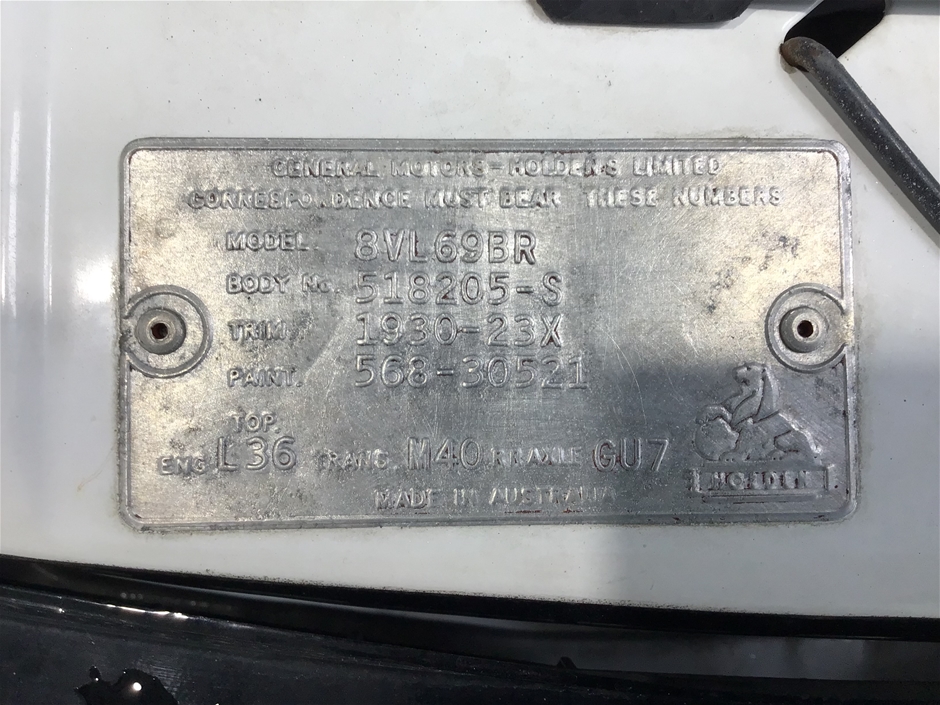 GENERAL MOTORS-HOLDEN'S LIMITED
CORRESPONDENCE MUST BEAR THESE NUMBERS
MODEL. 8VL69BR
BODY No. 518205-S
TRIM. 1930-23X
PAINT. 568-30521
TOP.
ENG L36 TRANS. M40 RR.AXLE GU7
HOLDEN
MADE IN AUSTRALIA